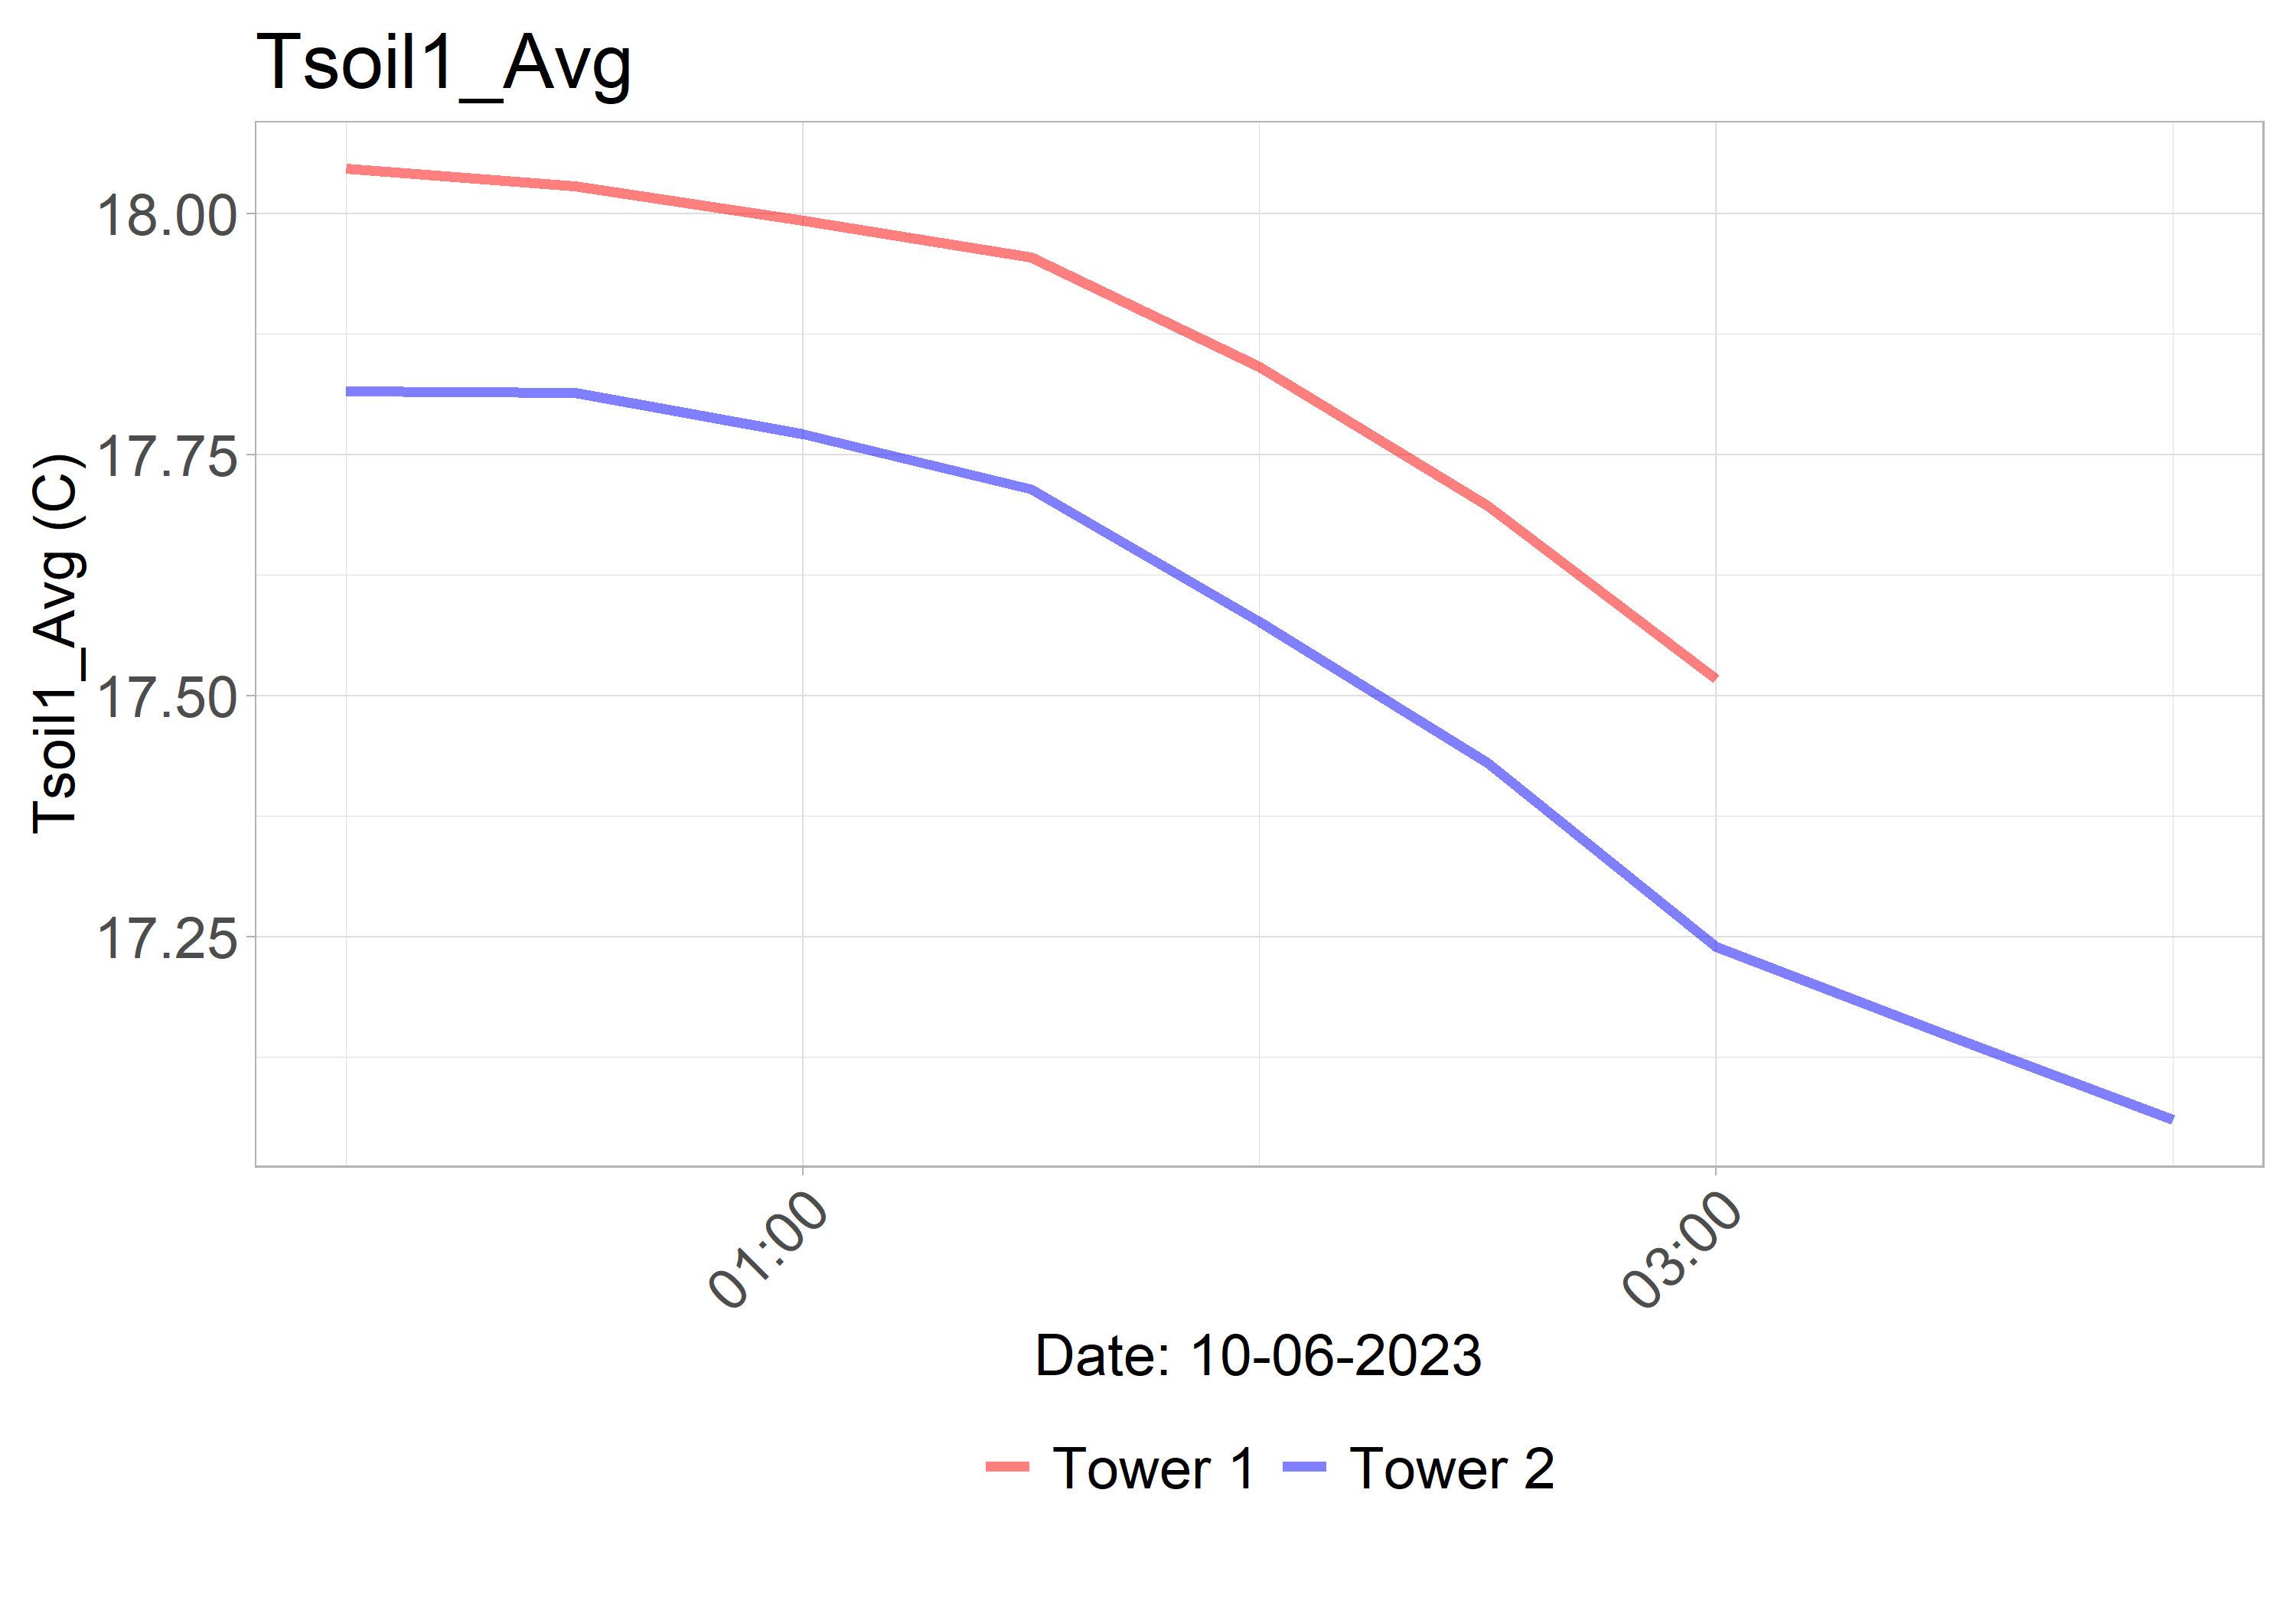 Tsoil1_Avg
Tsoil1_Avg (C)
18.00
17.75
17.50
17.25
01:00
03:00
Date: 10-06-2023
Tower 1
Tower 2